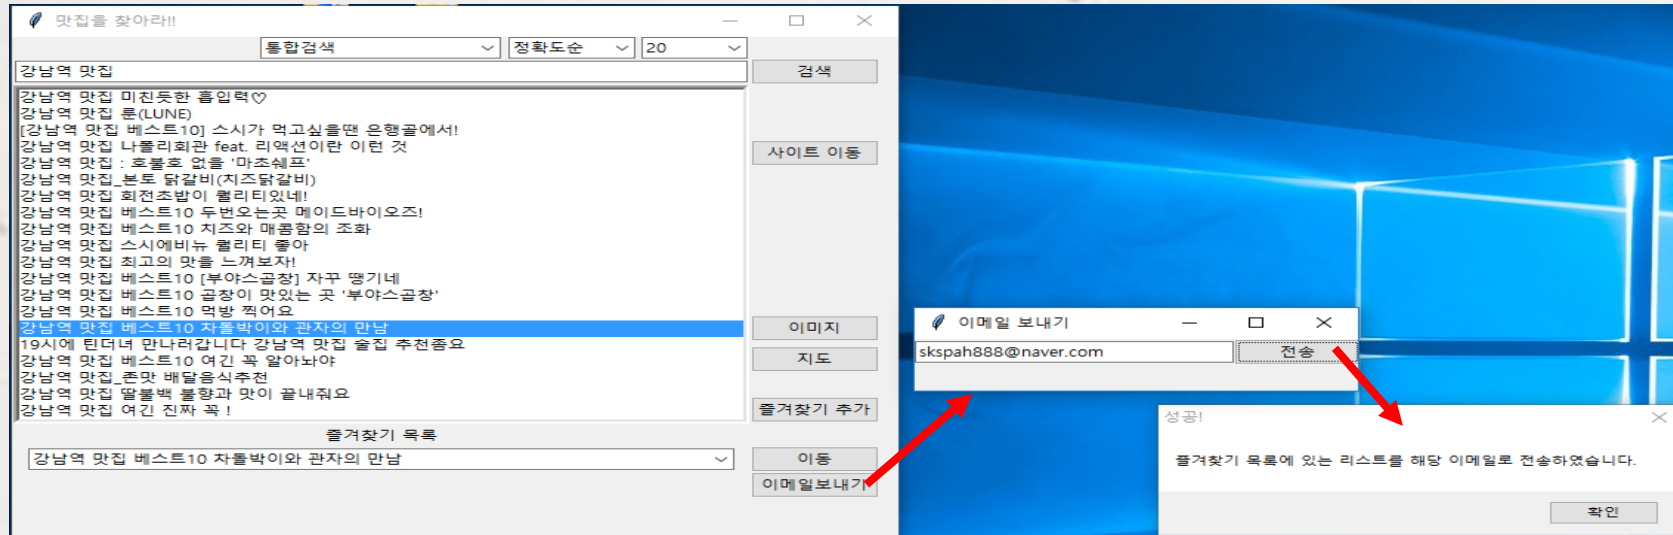 맛집을 찾아라!!
통합검색 정확도순 20
강남역 맛집 검색
강남역 맛집 미친듯한 흡입력♡
강남역 맛집 룬(LUNE)
[강남역 맛집 베스트10] 스시가 먹고싶을땐 은행골에서!
강남역 맛집 나폴리회관 feat. 리액션이란 이런 것
강남역 맛집 : 호불호 없을 '마초쉐프'
강남역 맛집_본토 닭갈비(치즈닭갈비)
강남역 맛집 회전초밥이 퀄리티있네!
강남역 맛집 베스트10 두번오는곳 메이드바이오즈!
강남역 맛집 베스트10 치즈와 매콤함의 조화
강남역 맛집 스시에비뉴 퀄리티 좋아
강남역 맛집 최고의 맛을 느껴보자!
강남역 맛집 베스트10 [부야스곱창] 자꾸 땡기네
강남역 맛집 베스트10 곱창이 맛있는 곳 '부야스곱창'
강남역 맛집 베스트10 먹방 찍어요
강남역 맛집 베스트10 차돌박이와 관자의 만남
19시에 틴더녀 만나러갑니다 강남역 맛집 술집 추천좀요
강남역 맛집 베스트10 여긴 꼭 알아놔야
강남역 맛집_존맛 배달음식추천
강남역 맛집 딸불백 불향과 맛이 끝내줘요
강남역 맛집 여긴 진짜 꼭 !
사이트 이동
이미지
지도
즐겨찾기 추가
즐겨찾기 목록
강남역 맛집 베스트10 차돌박이와 관자의 만남 이동
이메일보내기
이메일 보내기
skspah888@naver.com 전송
성공!
즐겨찾기 목록에 있는 리스트를 해당 이메일로 전송하였습니다.
확인